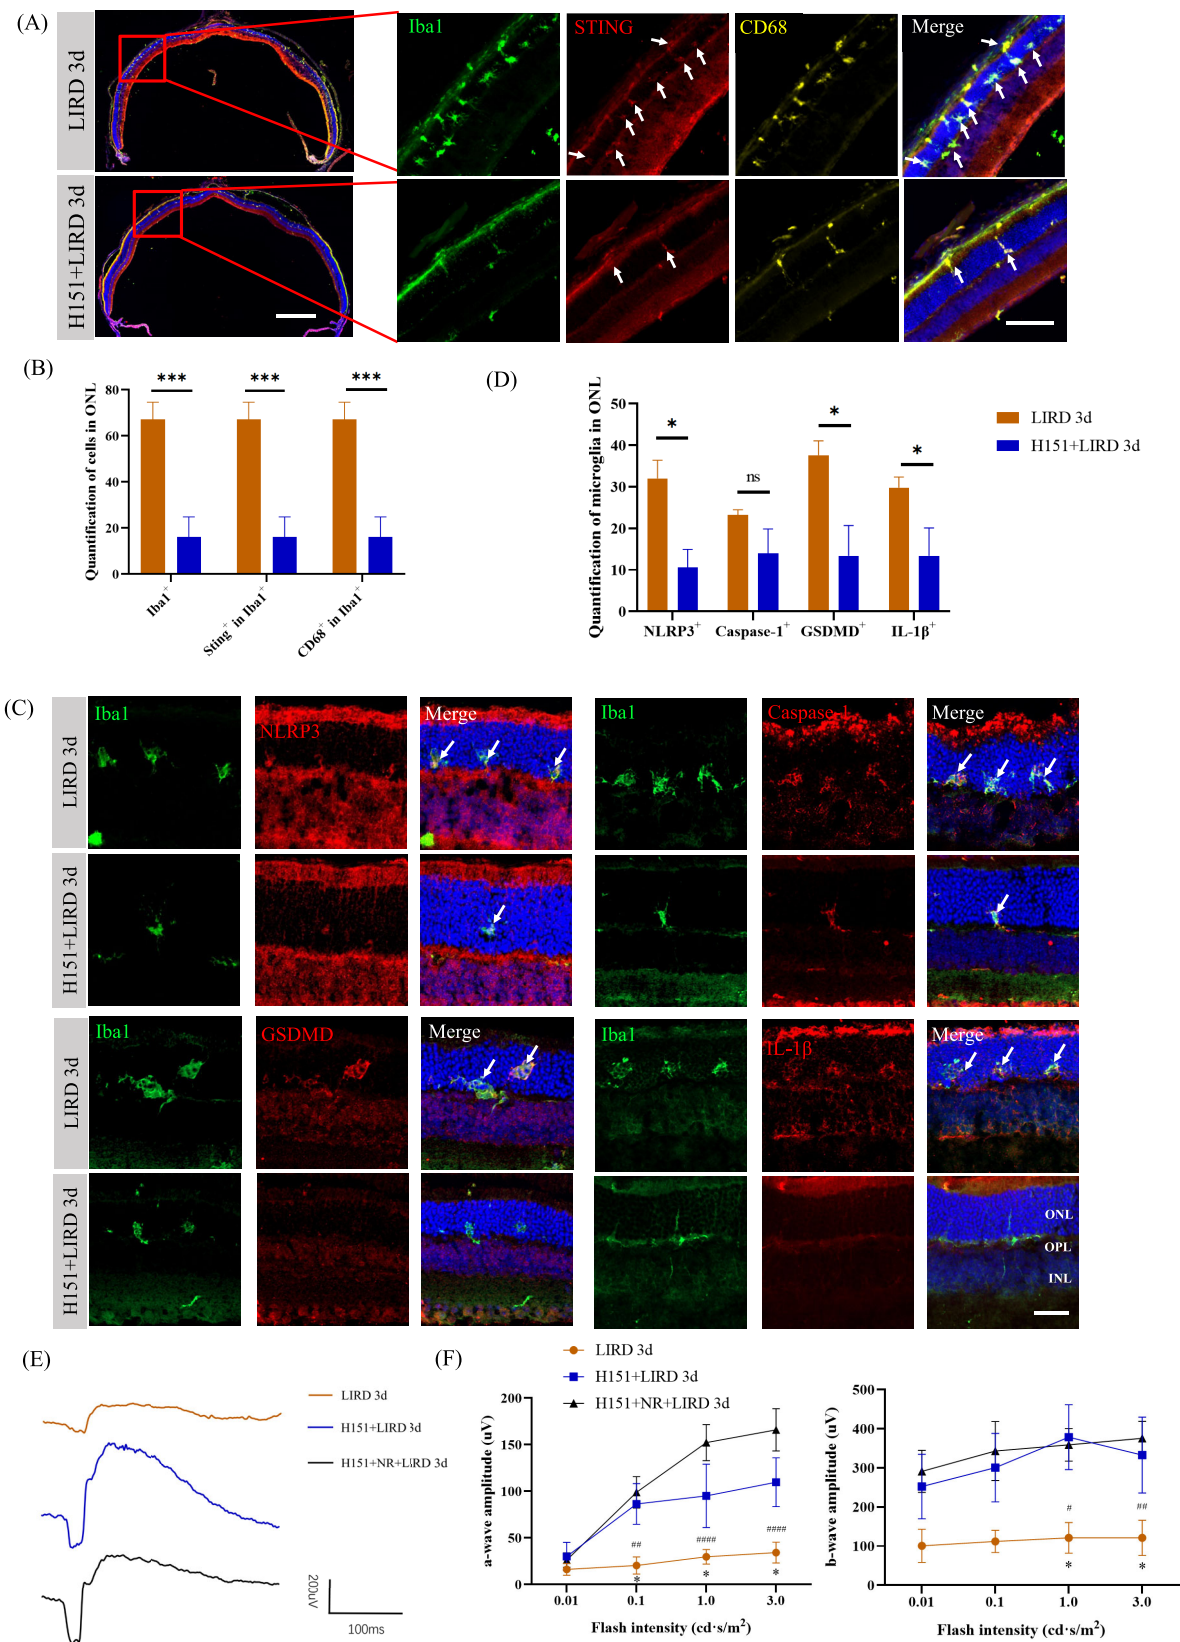 (A)
LIRD 3d
Iba1
STING
CD68
Merge
H151+LIRD 3d
(B)
Quantification of cells in ONL
80
60
40
20
0
***
***
***
Iba1+
Sting+ in Iba1+
CD68+ in Iba1+
(D)
Quantification of microglia in ONL
50
40
30
20
10
0
*
ns
*
*
NLRP3+
Caspase-1+
GSDMD+
IL-1β+
LIRD 3d
H151+LIRD 3d
(C)
LIRD 3d
Iba1
NLRP3
Merge
Iba1
Caspase-1
Merge
H151+LIRD 3d
LIRD 3d
Iba1
GSDMD
Merge
Iba1
IL-1β
Merge
H151+LIRD 3d
ONL
OPL
INL
(E)
LIRD 3d
H151+LIRD 3d
H151+NR+LIRD 3d
200uV
100ms
(F)
LIRD 3d
H151+LIRD 3d
H151+NR+LIRD 3d
a-wave amplitude (uV)
200
150
100
50
0
##
####
####
*
*
*
0.01
0.1
1.0
3.0
Flash intensity (cd·s/m²)
b-wave amplitude (uV)
500
400
300
200
100
0
#
##
*
*
0.01
0.1
1.0
3.0
Flash intensity (cd·s/m²)